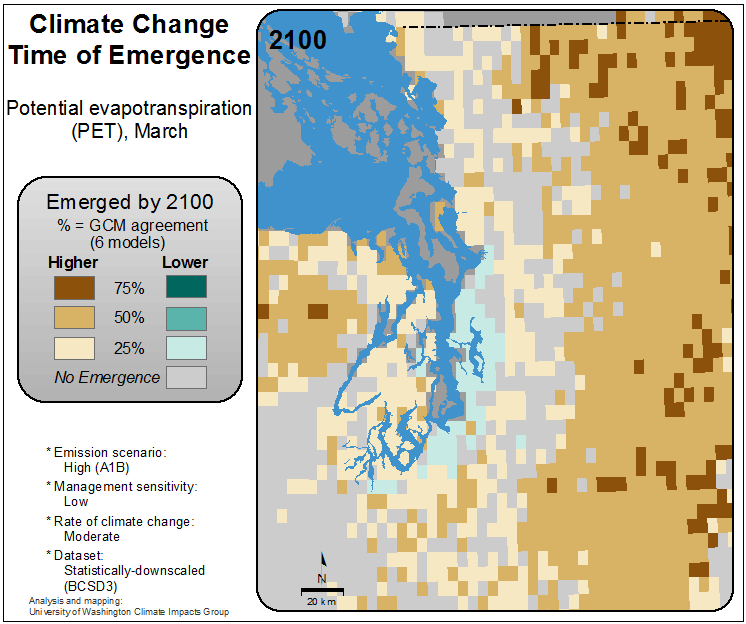 Climate Change
Time of Emergence
Potential evapotranspiration
(PET), March
Emerged by 2100
% = GCM agreement
(6 models)
Higher Lower
75%
50%
25%
No Emergence
* Emission scenario:
High (A1B)
* Management sensitivity:
Low
* Rate of climate change:
Moderate
* Dataset:
Statistically-downscaled
(BCSD3)
Analysis and mapping:
University of Washington Climate Impacts Group
2100
N
20 km